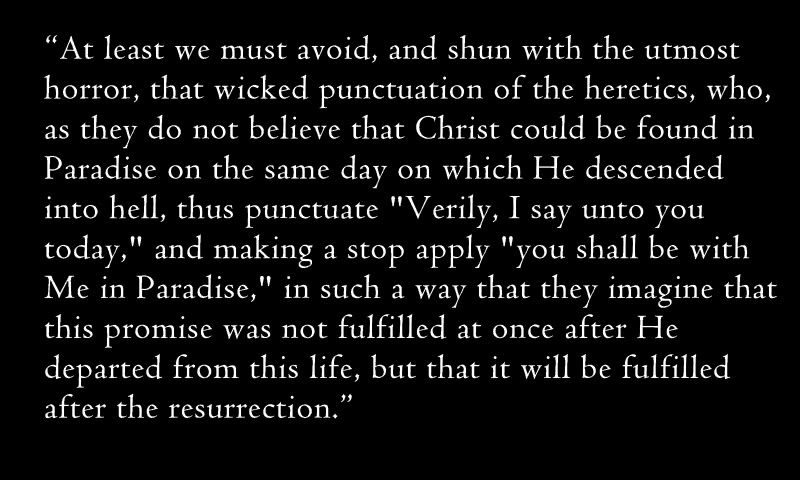 “At least we must avoid, and shun with the utmost
horror, that wicked punctuation of the heretics, who,
as they do not believe that Christ could be found in
Paradise on the same day on which He descended
into hell, thus punctuate "Verily, I say unto you
today," and making a stop apply "you shall be with
Me in Paradise," in such a way that they imagine that
this promise was not fulfilled at once after He
departed from this life, but that it will be fulfilled
after the resurrection.”